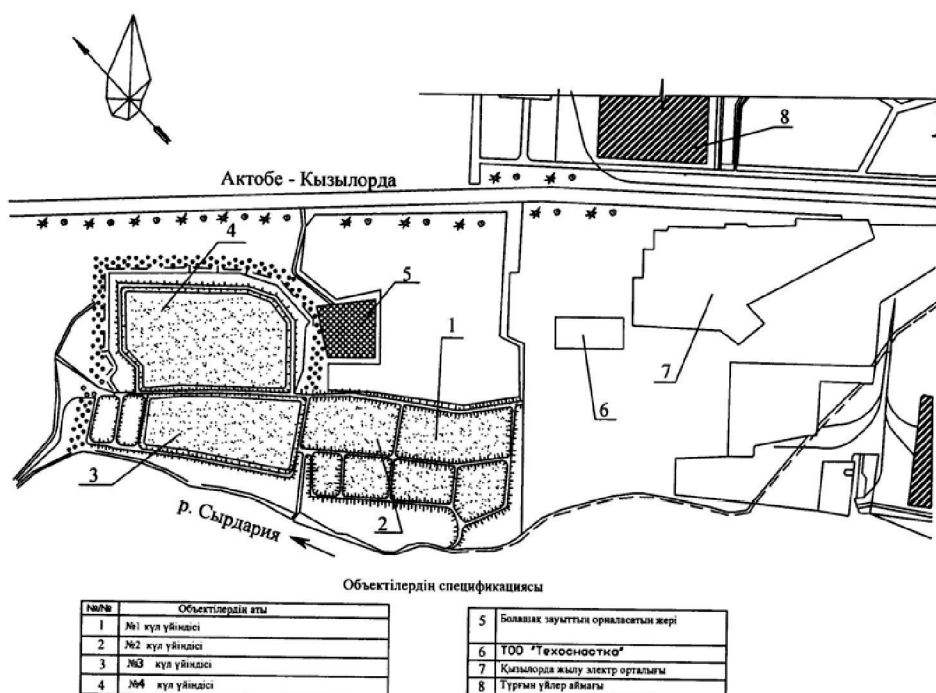 8
Актобе - Кызылорда
4
5
1
7
6
3
2
р. Сырдария
Объектілердің спецификациясы
№/№ Объектілердің аты
1 №1 күл үйіндісі
2 №2 күл үйіндісі
3 №3 күл үйіндісі
4 №4 күл үйіндісі
5 Болашақ зауыттың орналасатын жері
6 ТОО "Техоснастка"
7 Қызылорда жылу электр орталығы
8 Тұрғын үйлер аймағы